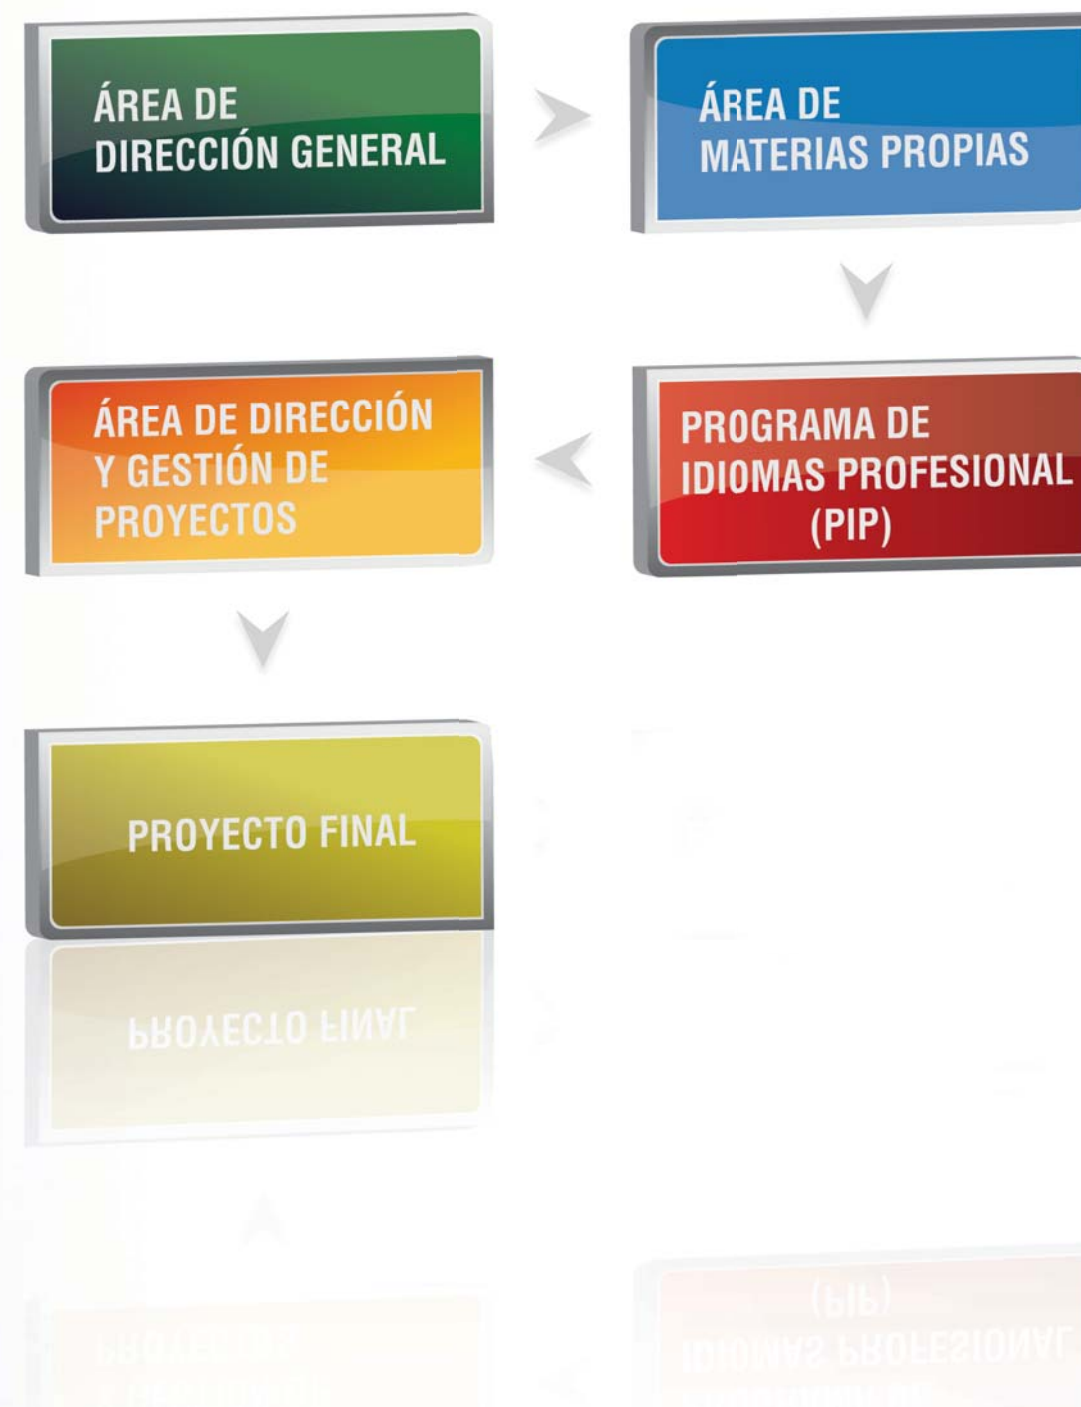 ÁREA DE
DIRECCIÓN GENERAL
ÁREA DE
MATERIAS PROPIAS
PROGRAMA DE
IDIOMAS PROFESIONAL
(PIP)
ÁREA DE DIRECCIÓN
Y GESTIÓN DE
PROYECTOS
PROYECTO FINAL